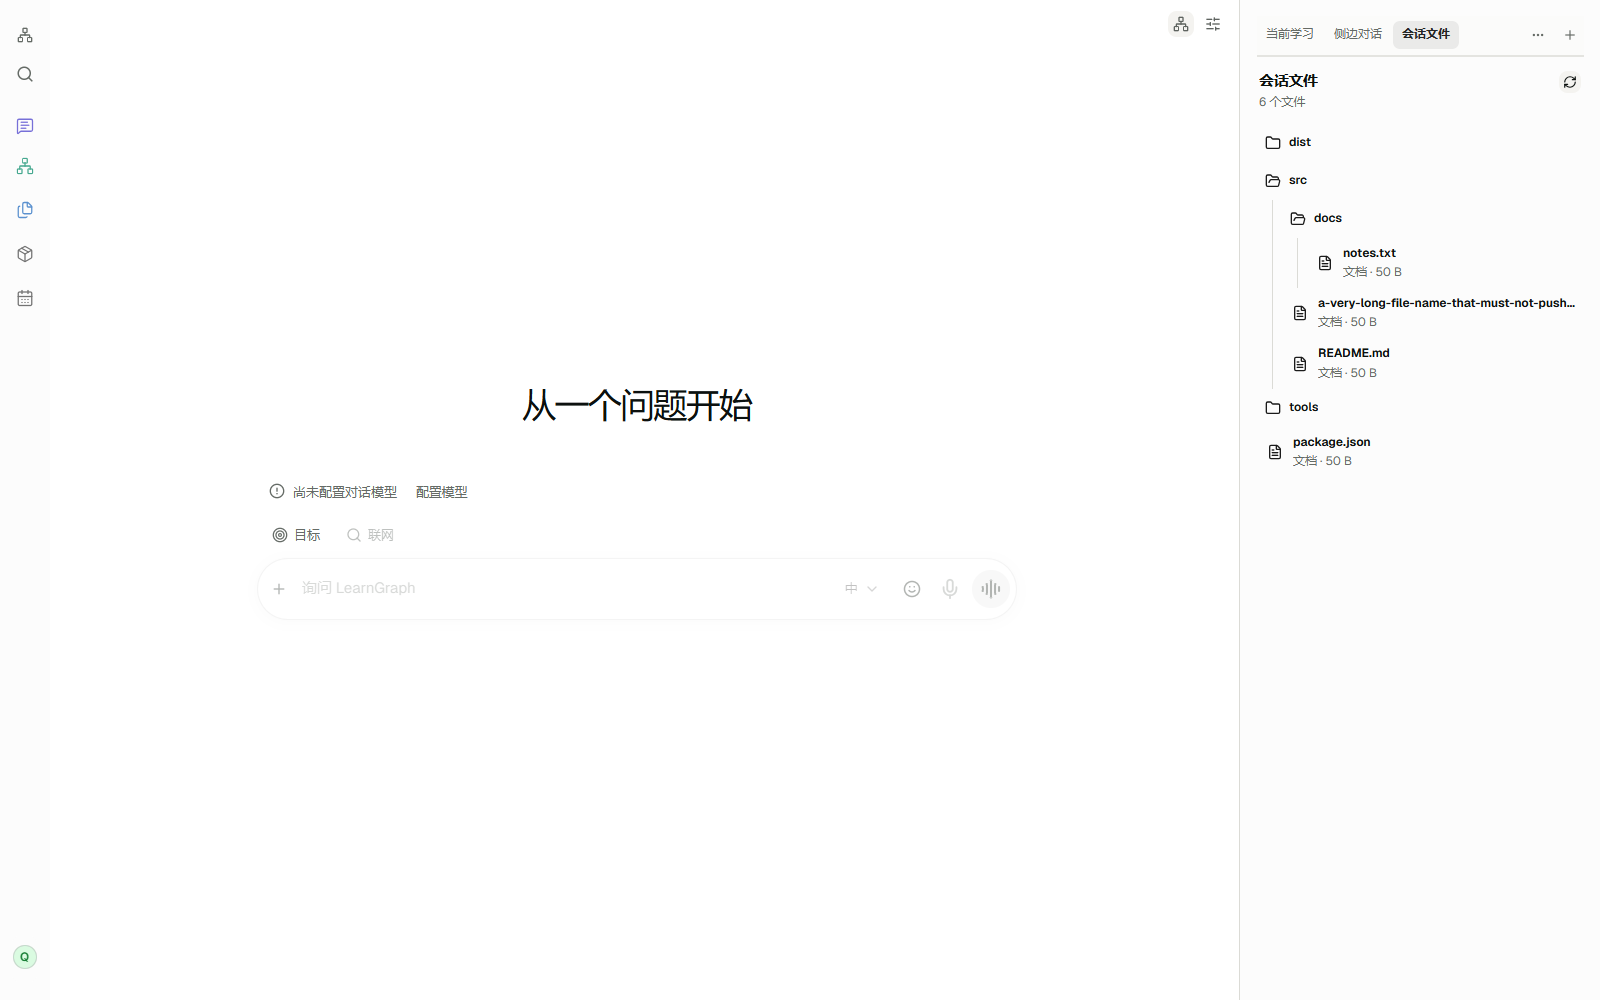 当前学习 侧边对话 会话文件
会话文件
6 个文件
dist
src
docs
notes.txt
文档 · 50 B
a-very-long-file-name-that-must-not-push...
文档 · 50 B
README.md
文档 · 50 B
tools
package.json
文档 · 50 B
从一个问题开始
尚未配置对话模型 配置模型
目标 联网
询问 LearnGraph 中
Q